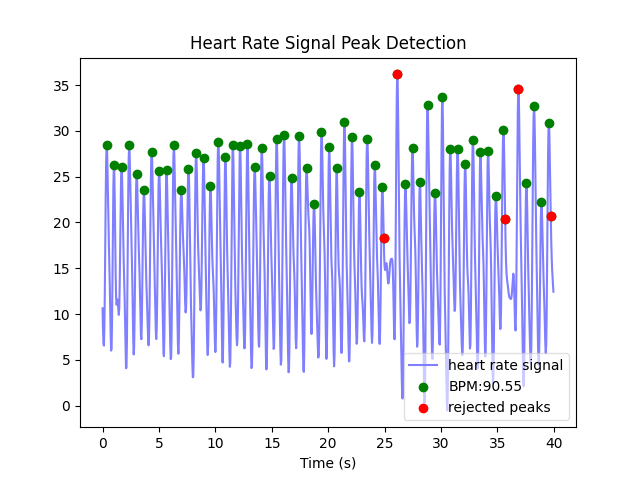 Heart Rate Signal Peak Detection
35
30
25
20
15
10
5
0
heart rate signal
BPM:90.55
rejected peaks
0 5 10 15 20 25 30 35 40
Time (s)